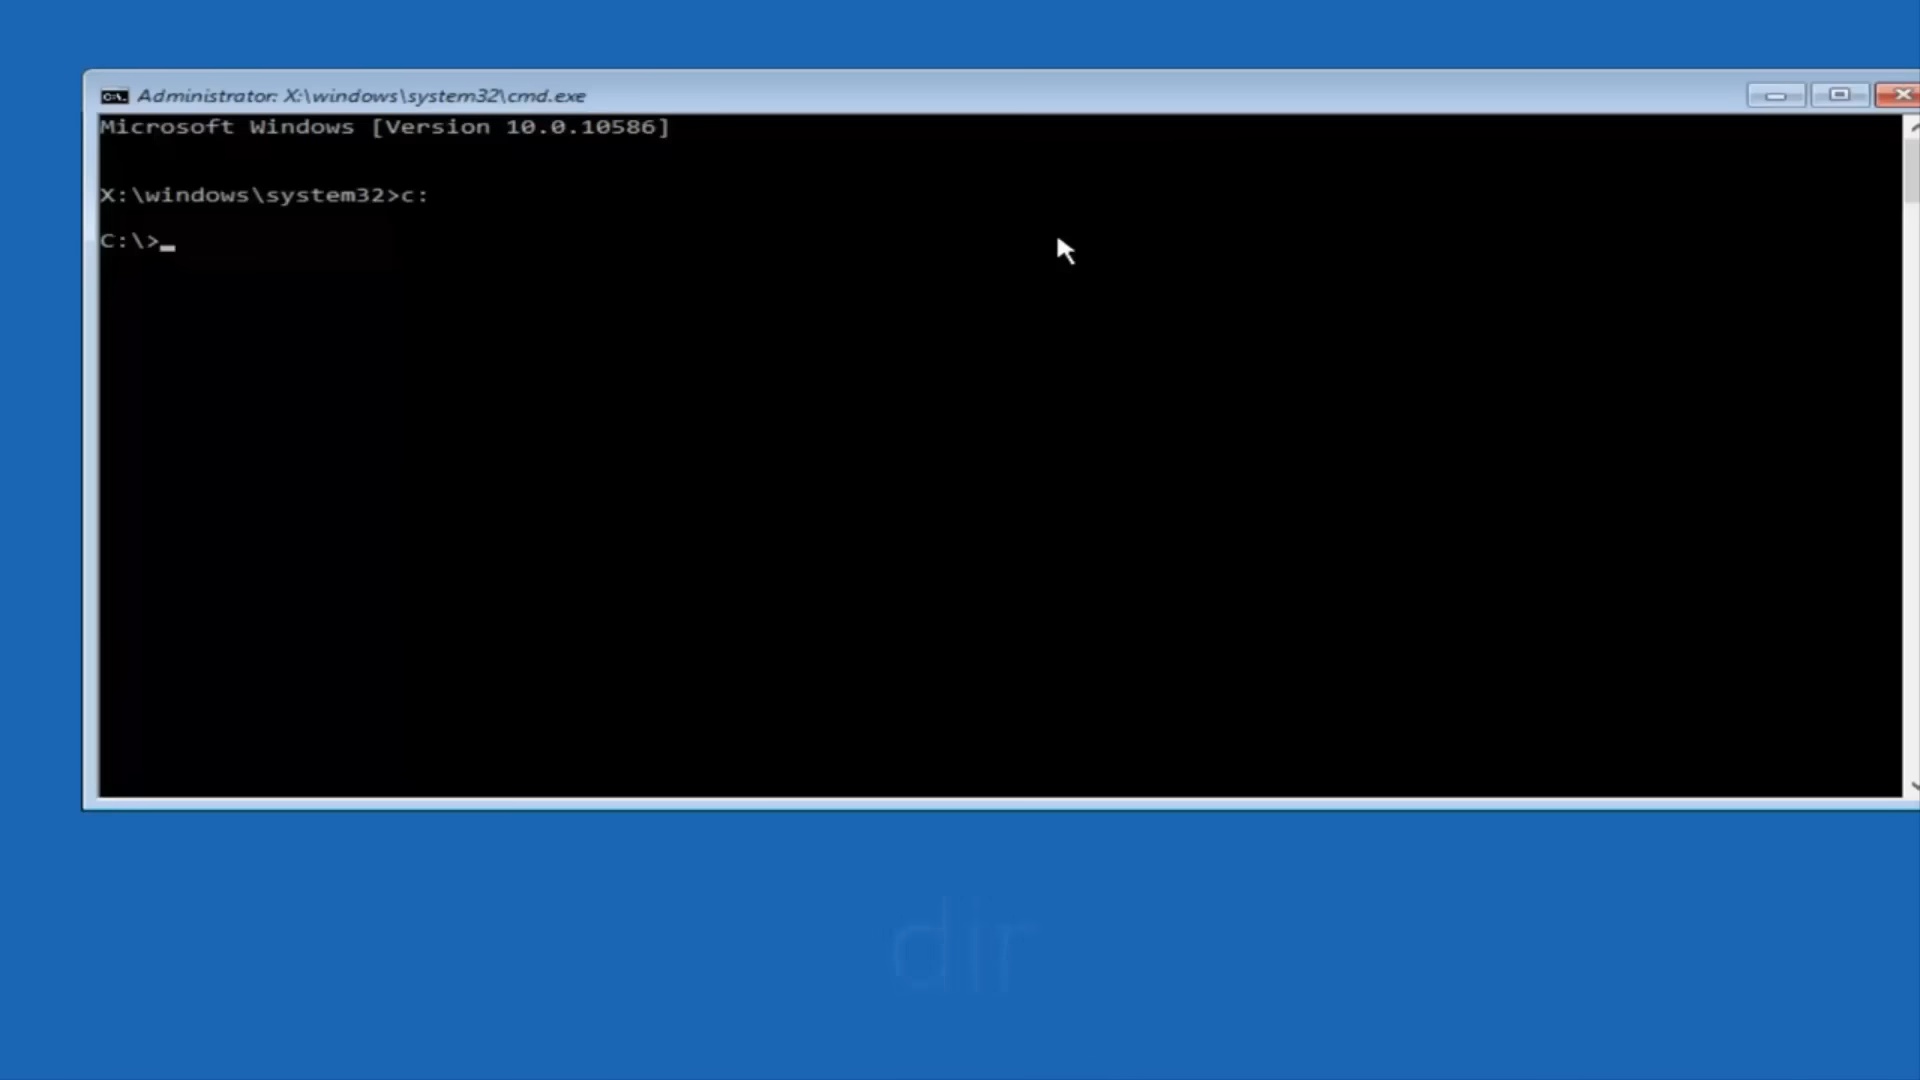 Administrator: X:\windows\system32\cmd.exe
Microsoft Windows [Version 10.0.10586]
X:\windows\system32>c:
C:\>_
dir